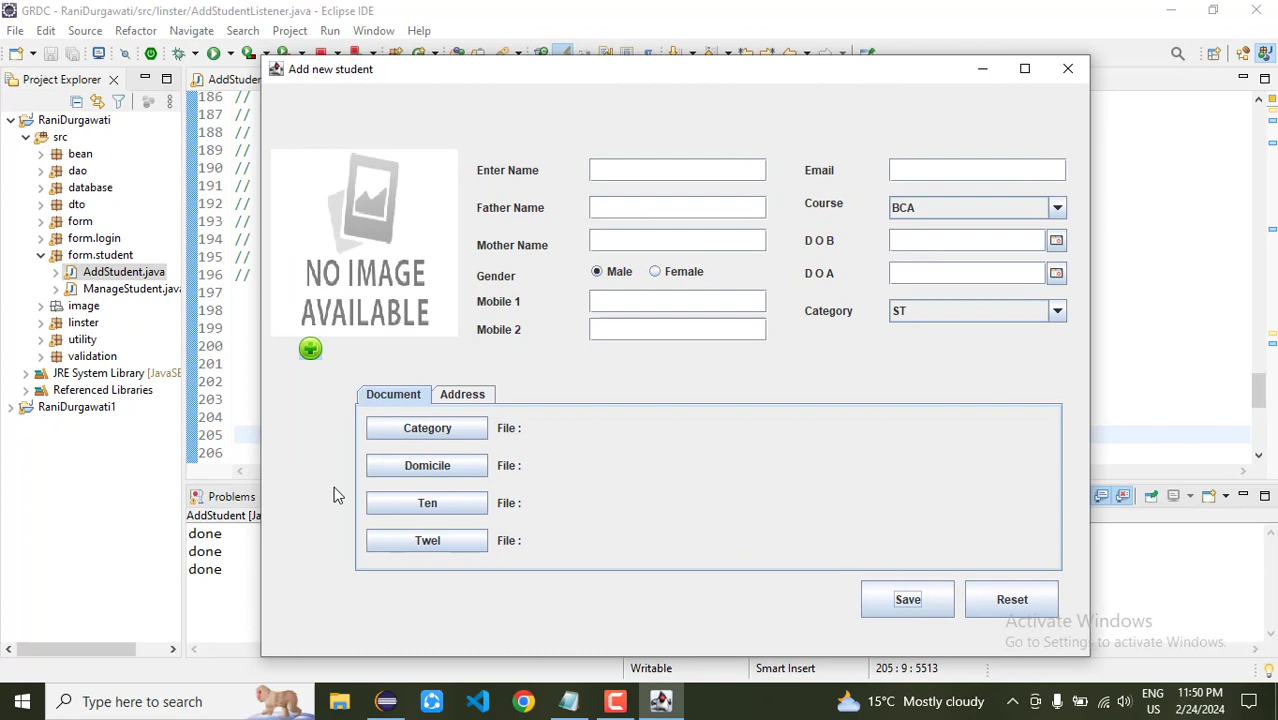 GRDC - RaniDurgawati/src/linster/AddStudentListener.java - Eclipse IDE
File Edit Source Refactor Navigate Search Project Run Window Help
Project Explorer
RaniDurgawati
src
bean
dao
database
dto
form
form.login
form.student
AddStudent.java
ManageStudent.java
image
linster
utility
validation
JRE System Library [JavaSE
Referenced Libraries
RaniDurgawati1
AddStuden
186 //
187 //
188 //
189 //
190 //
191 //
192 //
193 //
194 //
195 //
196 //
197
198
199
200
201
202
203
204
205
206
Add new student
NO IMAGE
AVAILABLE
Enter Name
Father Name
Mother Name
Gender Male Female
Mobile 1
Mobile 2
Email
Course BCA
D O B
D O A
Category ST
Document Address
Category File :
Domicile File :
Ten File :
Twel File :
Save Reset
Problems
AddStudent [Ja
done
done
done
Activate Windows
Go to Settings to activate Windows.
Writable Smart Insert 205 : 9 : 5513
Type here to search
15°C Mostly cloudy
ENG
US
11:50 PM
2/24/2024